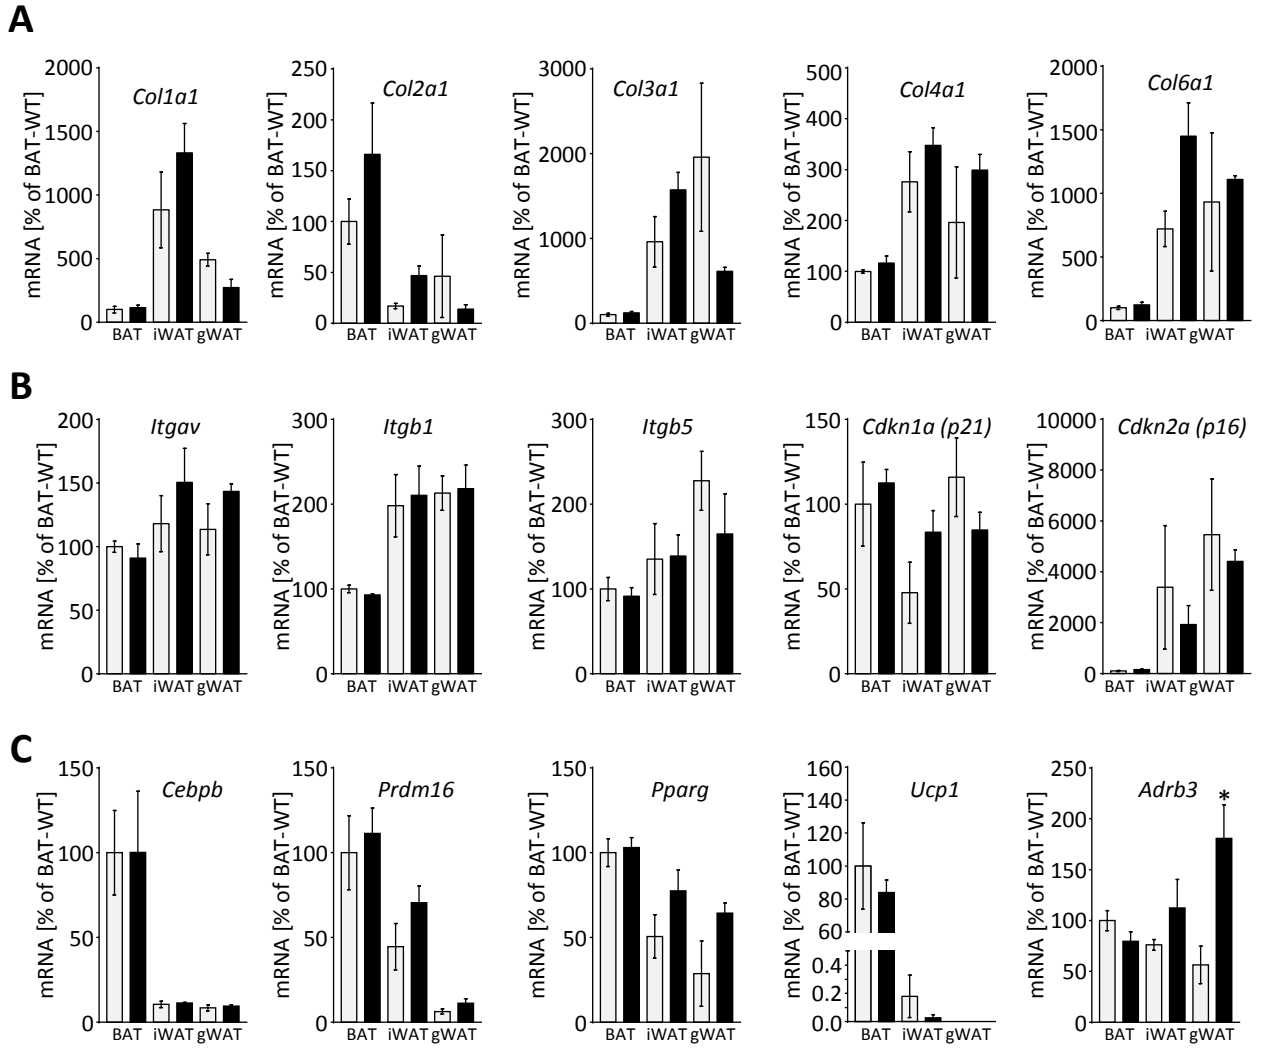 A
Col1a1
mRNA [% of BAT-WT]
2000
1500
1000
500
0
BAT iWAT gWAT
Col2a1
mRNA [% of BAT-WT]
250
200
150
100
50
0
BAT iWAT gWAT
Col3a1
mRNA [% of BAT-WT]
3000
2000
1000
0
BAT iWAT gWAT
Col4a1
mRNA [% of BAT-WT]
500
400
300
200
100
0
BAT iWAT gWAT
Col6a1
mRNA [% of BAT-WT]
2000
1500
1000
500
0
BAT iWAT gWAT
B
Itgav
mRNA [% of BAT-WT]
200
150
100
50
0
BAT iWAT gWAT
Itgb1
mRNA [% of BAT-WT]
300
200
100
0
BAT iWAT gWAT
Itgb5
mRNA [% of BAT-WT]
300
200
100
0
BAT iWAT gWAT
Cdkn1a (p21)
mRNA [% of BAT-WT]
150
100
50
0
BAT iWAT gWAT
Cdkn2a (p16)
mRNA [% of BAT-WT]
10000
8000
6000
4000
2000
0
BAT iWAT gWAT
C
Cebpb
mRNA [% of BAT-WT]
150
100
50
0
BAT iWAT gWAT
Prdm16
mRNA [% of BAT-WT]
150
100
50
0
BAT iWAT gWAT
Pparg
mRNA [% of BAT-WT]
150
100
50
0
BAT iWAT gWAT
Ucp1
mRNA [% of BAT-WT]
160
140
120
100
80
60
0.4
0.2
0.0
BAT iWAT gWAT
Adrb3
mRNA [% of BAT-WT]
250
200
150
100
50
0
*
BAT iWAT gWAT